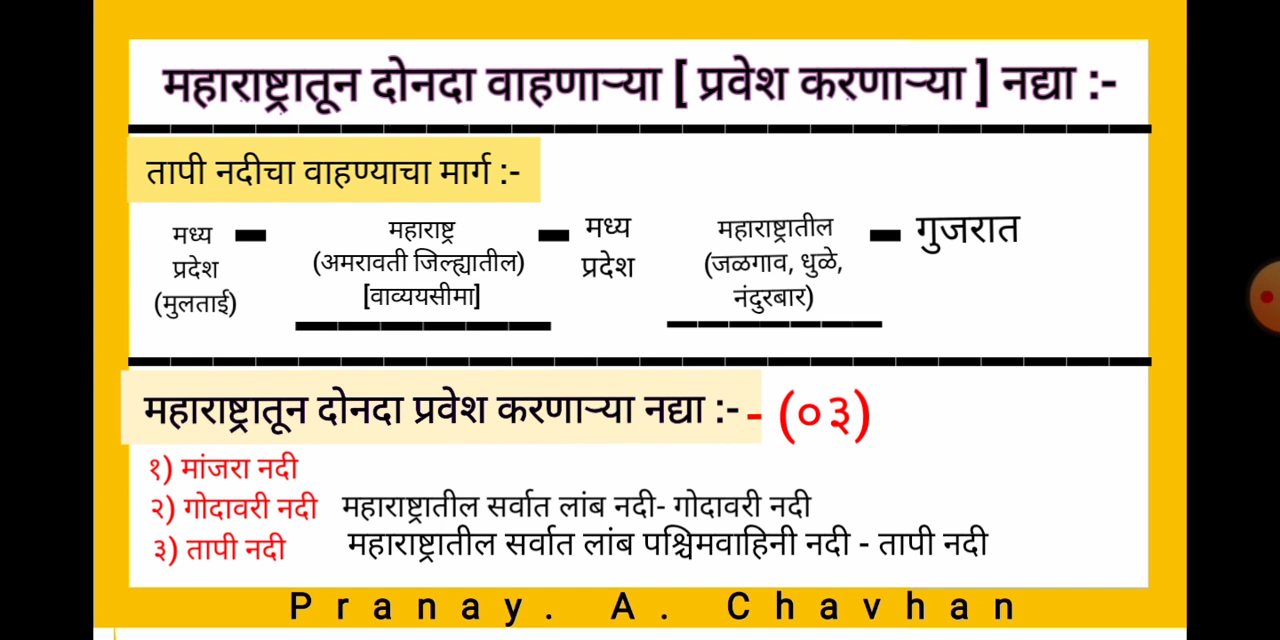 महाराष्ट्रातून दोनदा वाहणाऱ्या [ प्रवेश करणाऱ्या ] नद्या :-
तापी नदीचा वाहण्याचा मार्ग :-
मध्य
प्रदेश
(मुलताई)
-
महाराष्ट्र
(अमरावती जिल्ह्यातील)
[वाव्ययसीमा]
-
मध्य
प्रदेश
महाराष्ट्रातील
(जळगाव, धुळे,
नंदुरबार)
- गुजरात
महाराष्ट्रातून दोनदा प्रवेश करणाऱ्या नद्या :- - (०३)
१) मांजरा नदी
२) गोदावरी नदी महाराष्ट्रातील सर्वात लांब नदी- गोदावरी नदी
३) तापी नदी महाराष्ट्रातील सर्वात लांब पश्चिमवाहिनी नदी - तापी नदी
Pranay. A. Chavhan